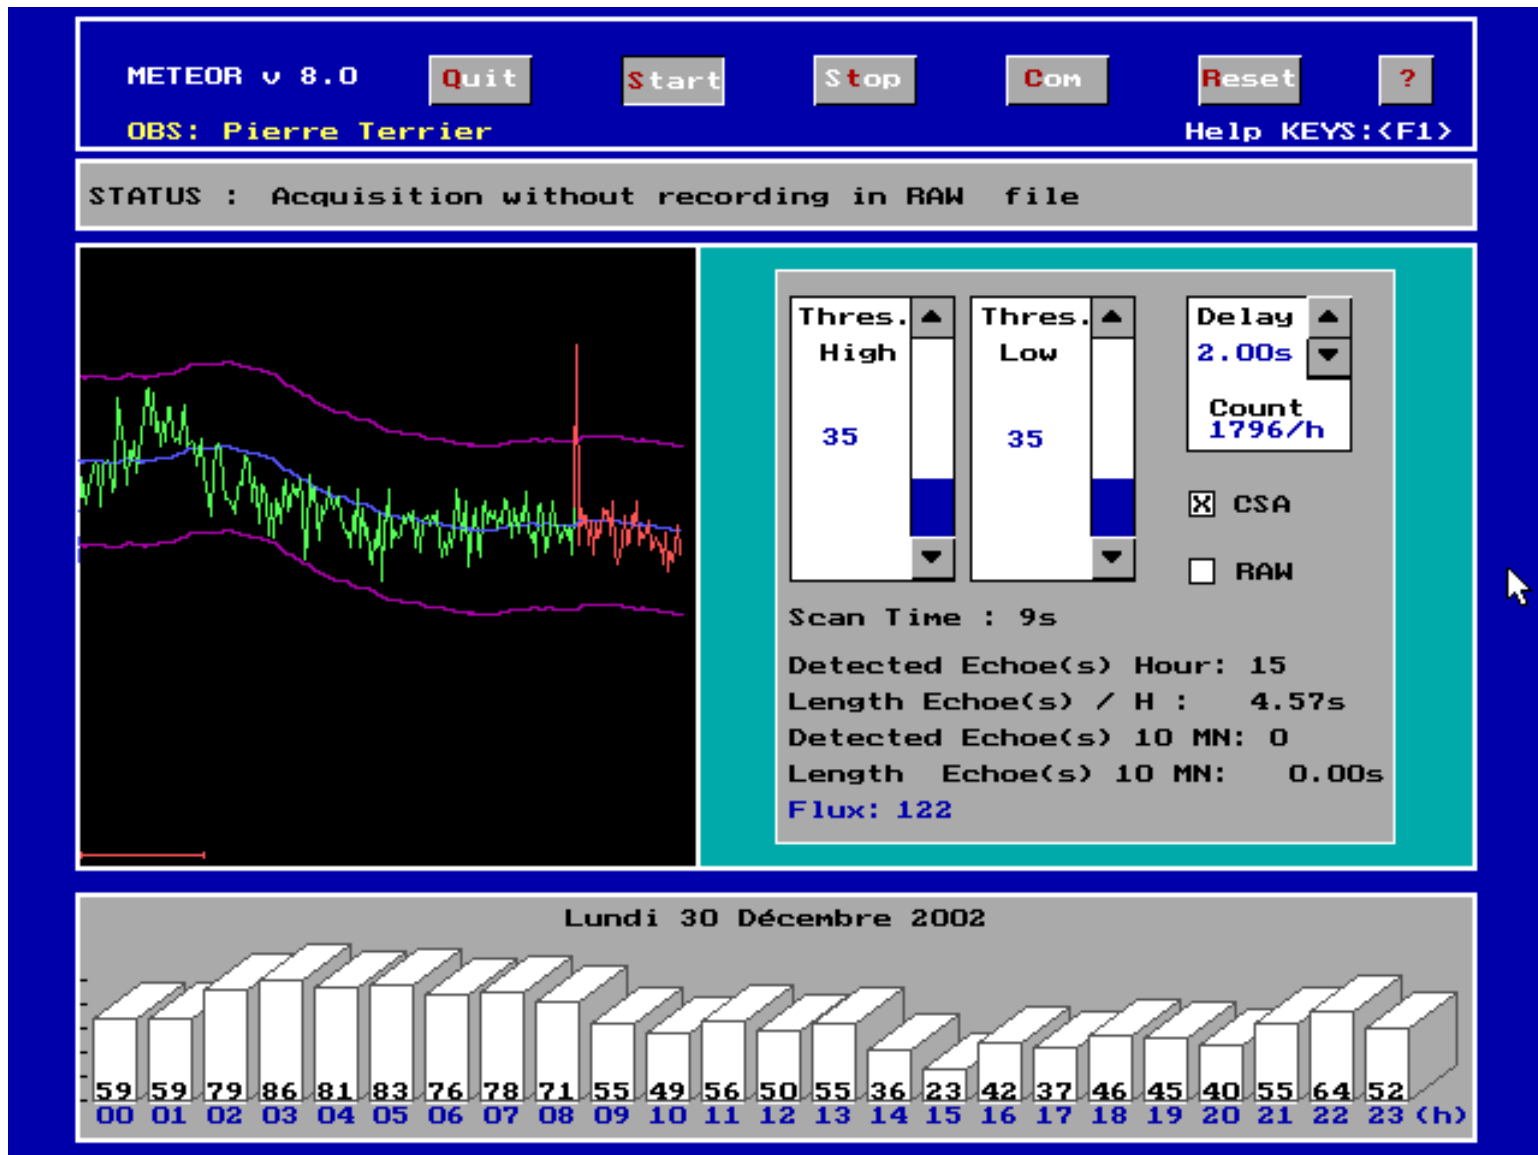 METEOR v 8.0 Quit Start Stop Com Reset ?
OBS: Pierre Terrier Help KEYS:<F1>
STATUS : Acquisition without recording in RAW file
Thres. High
35
Thres. Low
35
Delay
2.00s
Count
1796/h
X CSA
RAW
Scan Time : 9s
Detected Echoe(s) Hour: 15
Length Echoe(s) / H : 4.57s
Detected Echoe(s) 10 MN: 0
Length Echoe(s) 10 MN: 0.00s
Flux: 122
Lundi 30 Décembre 2002
59 59 79 86 81 83 76 78 71 55 49 56 50 55 36 23 42 37 46 45 40 55 64 52
00 01 02 03 04 05 06 07 08 09 10 11 12 13 14 15 16 17 18 19 20 21 22 23 (h)